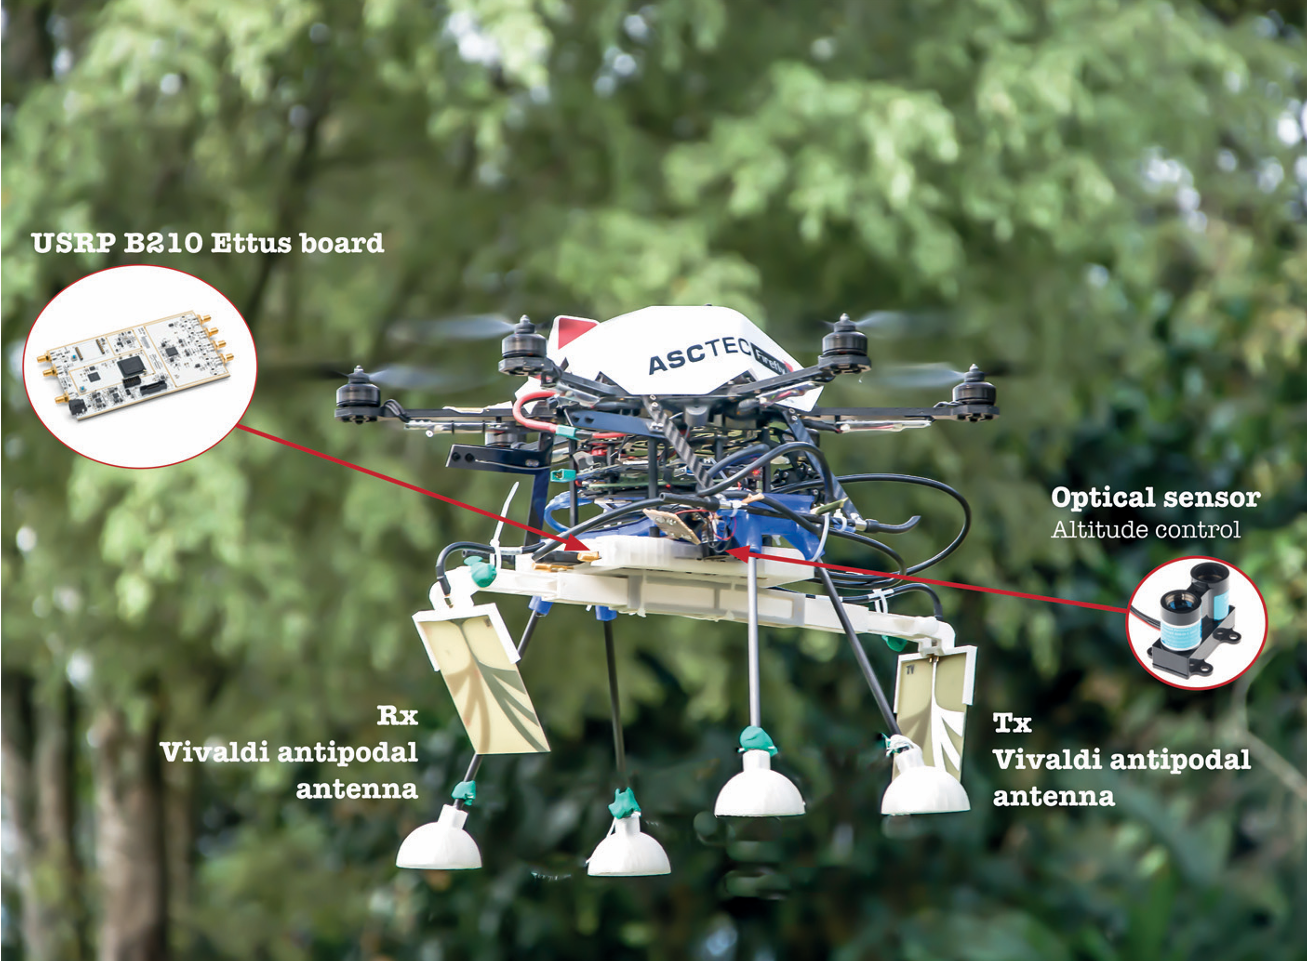 USRP B210 Ettus board
ASCTEC Firefly
Optical sensor
Altitude control
Rx
Vivaldi antipodal
antenna
Tx
Vivaldi antipodal
antenna